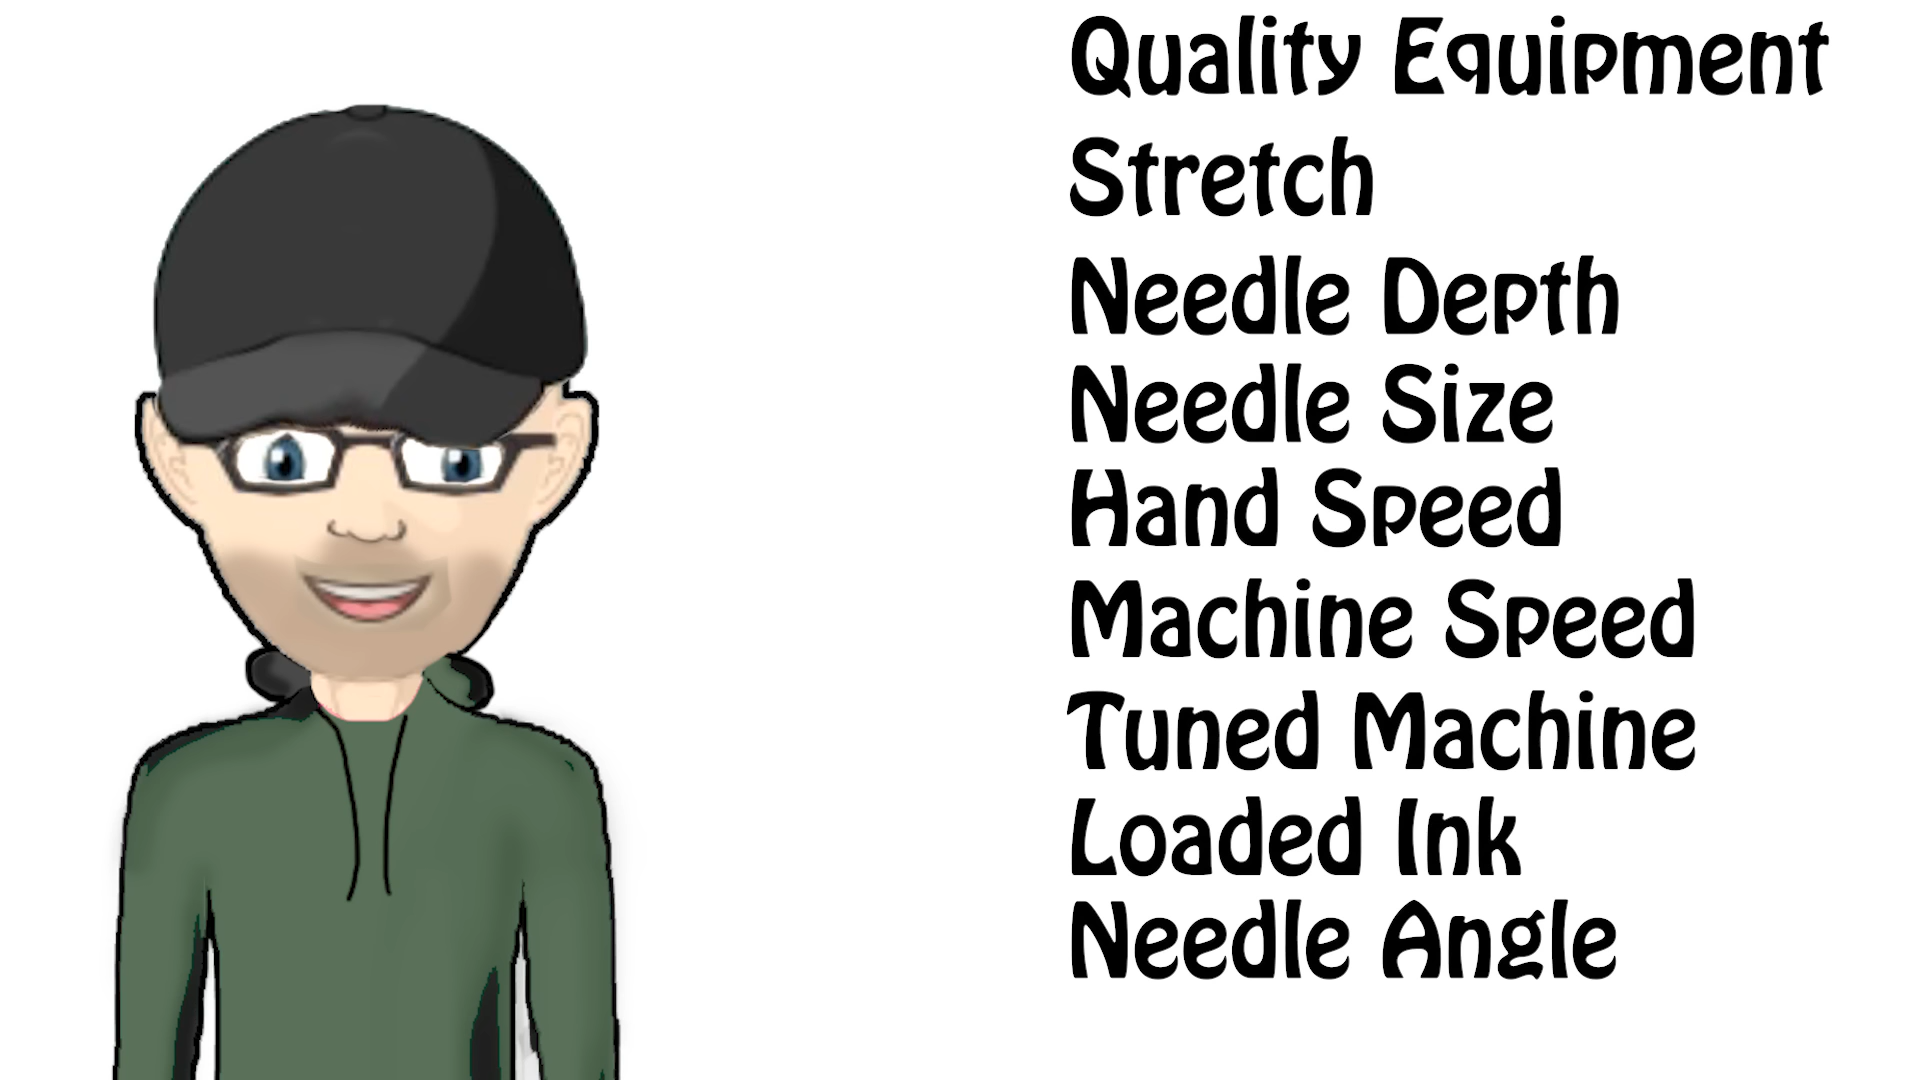 Quality Equipment
Stretch
Needle Depth
Needle Size
Hand Speed
Machine Speed
Tuned Machine
Loaded Ink
Needle Angle